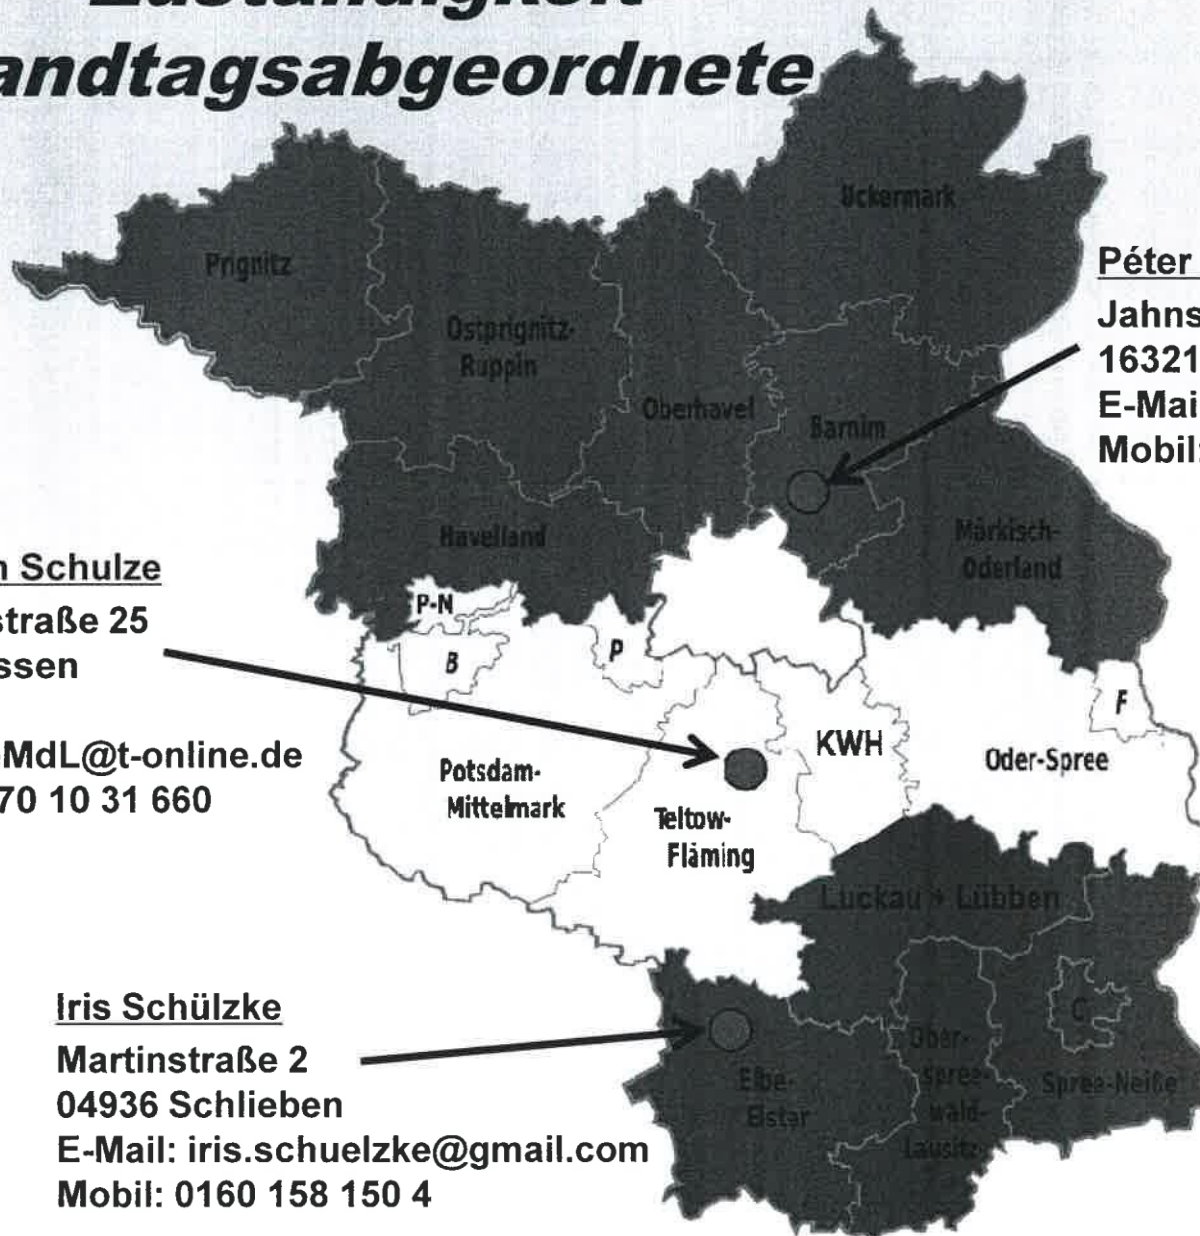 Zuständigkeit
andtagsabgeordnete
Uckermark
Prignitz
Ostprignitz-
Ruppin
Oberhavel
Barnim
Péter
Jahns
16321
E-Mai
Mobil:
Havelland
Märkisch-
Oderland
n Schulze
straße 25
ssen
MdL@t-online.de
70 10 31 660
P-N
B
P
F
KWH
Oder-Spree
Potsdam-
Mittelmark
Teltow-
Fläming
Luckau + Lübben
Iris Schülzke
Martinstraße 2
04936 Schlieben
E-Mail: iris.schuelzke@gmail.com
Mobil: 0160 158 150 4
C
Elbe-
Elster
Ober-
spree-
wald-
Lausitz
Spree-Neiße